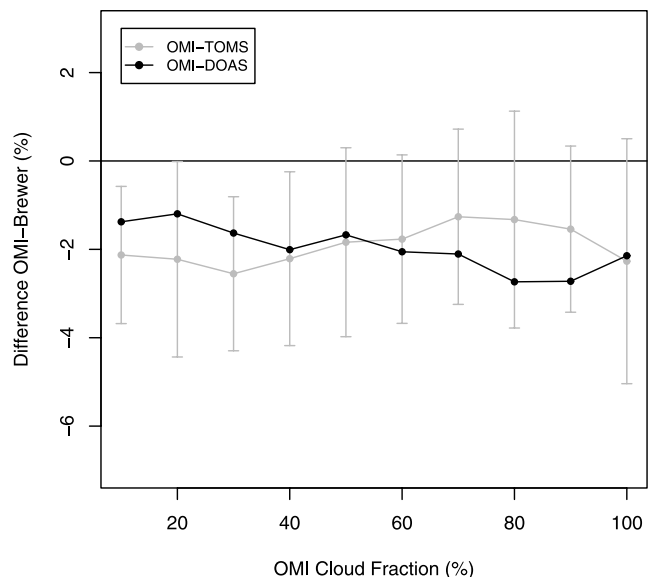 OMI−TOMS
OMI−DOAS
Difference OMI−Brewer (%)
2
0
−2
−4
−6
20 40 60 80 100
OMI Cloud Fraction (%)